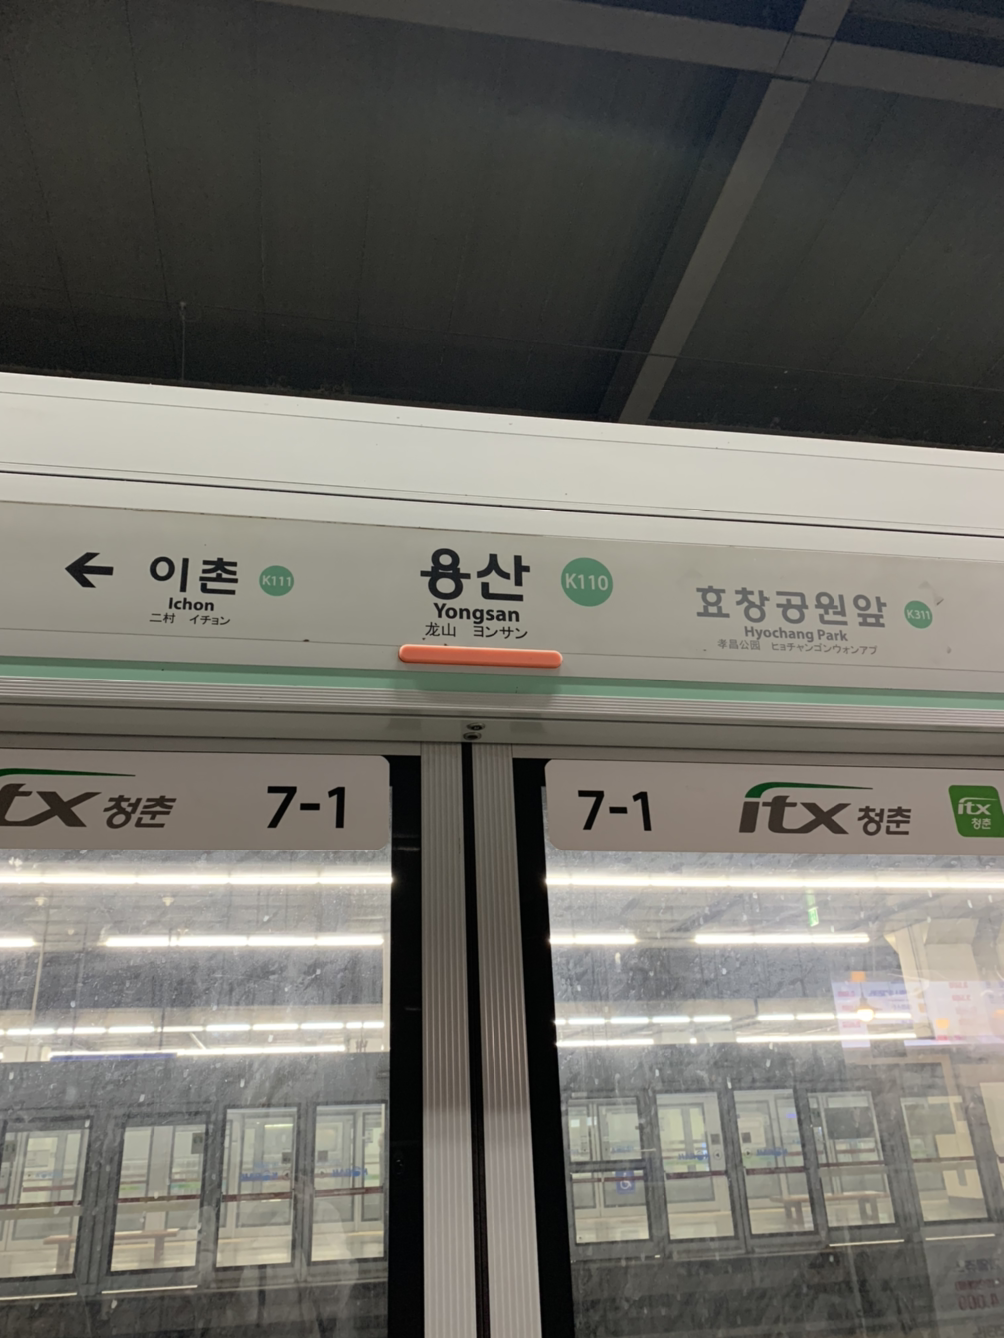 ← 이촌 K111
Ichon
二村 イチョン
용산 K110
Yongsan
龙山 ヨンサン
효창공원앞 K311
Hyochang Park
孝昌公园 ヒョチャンゴンウォンアプ
itx 청춘 7-1
7-1 itx 청춘
itx
청춘